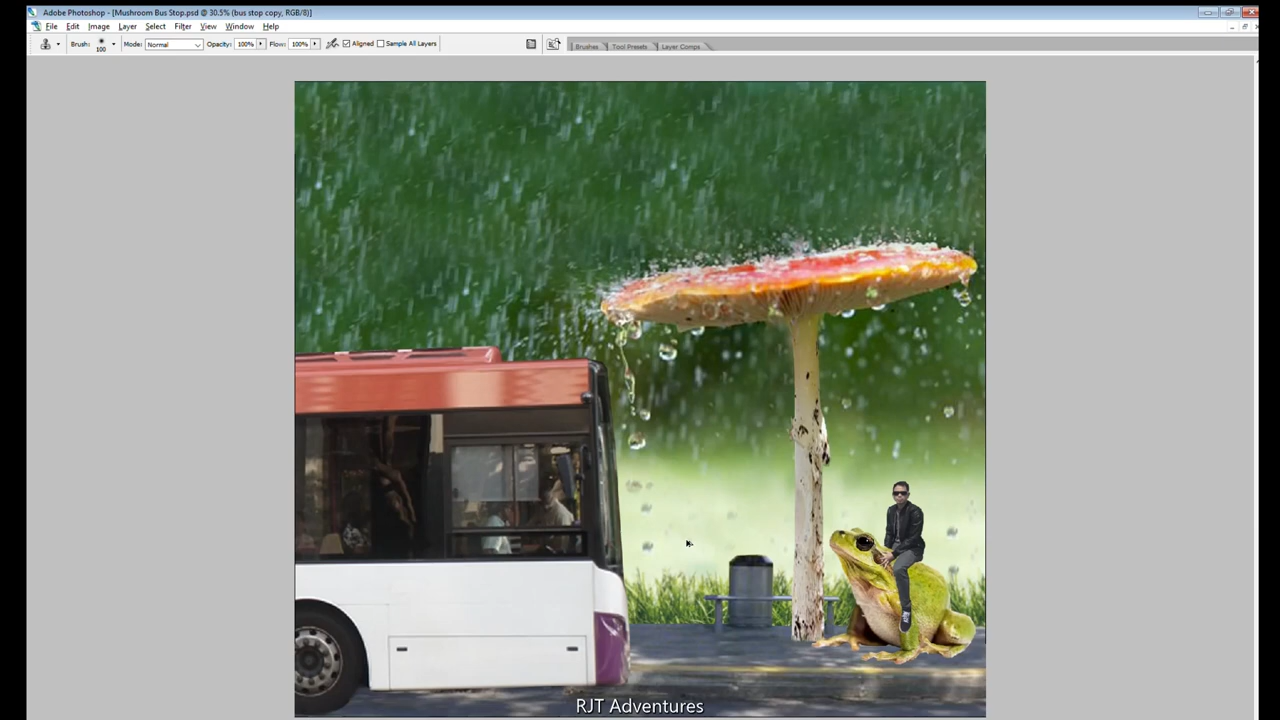 Adobe Photoshop - [Mushroom Bus Stop.psd @ 30.5% (bus stop copy, RGB/8)]
File Edit Image Layer Select Filter View Window Help
Brush: 100 Mode: Normal Opacity: 100% Flow: 100% Aligned Sample All Layers Brushes Tool Presets Layer Comps
RJT Adventures